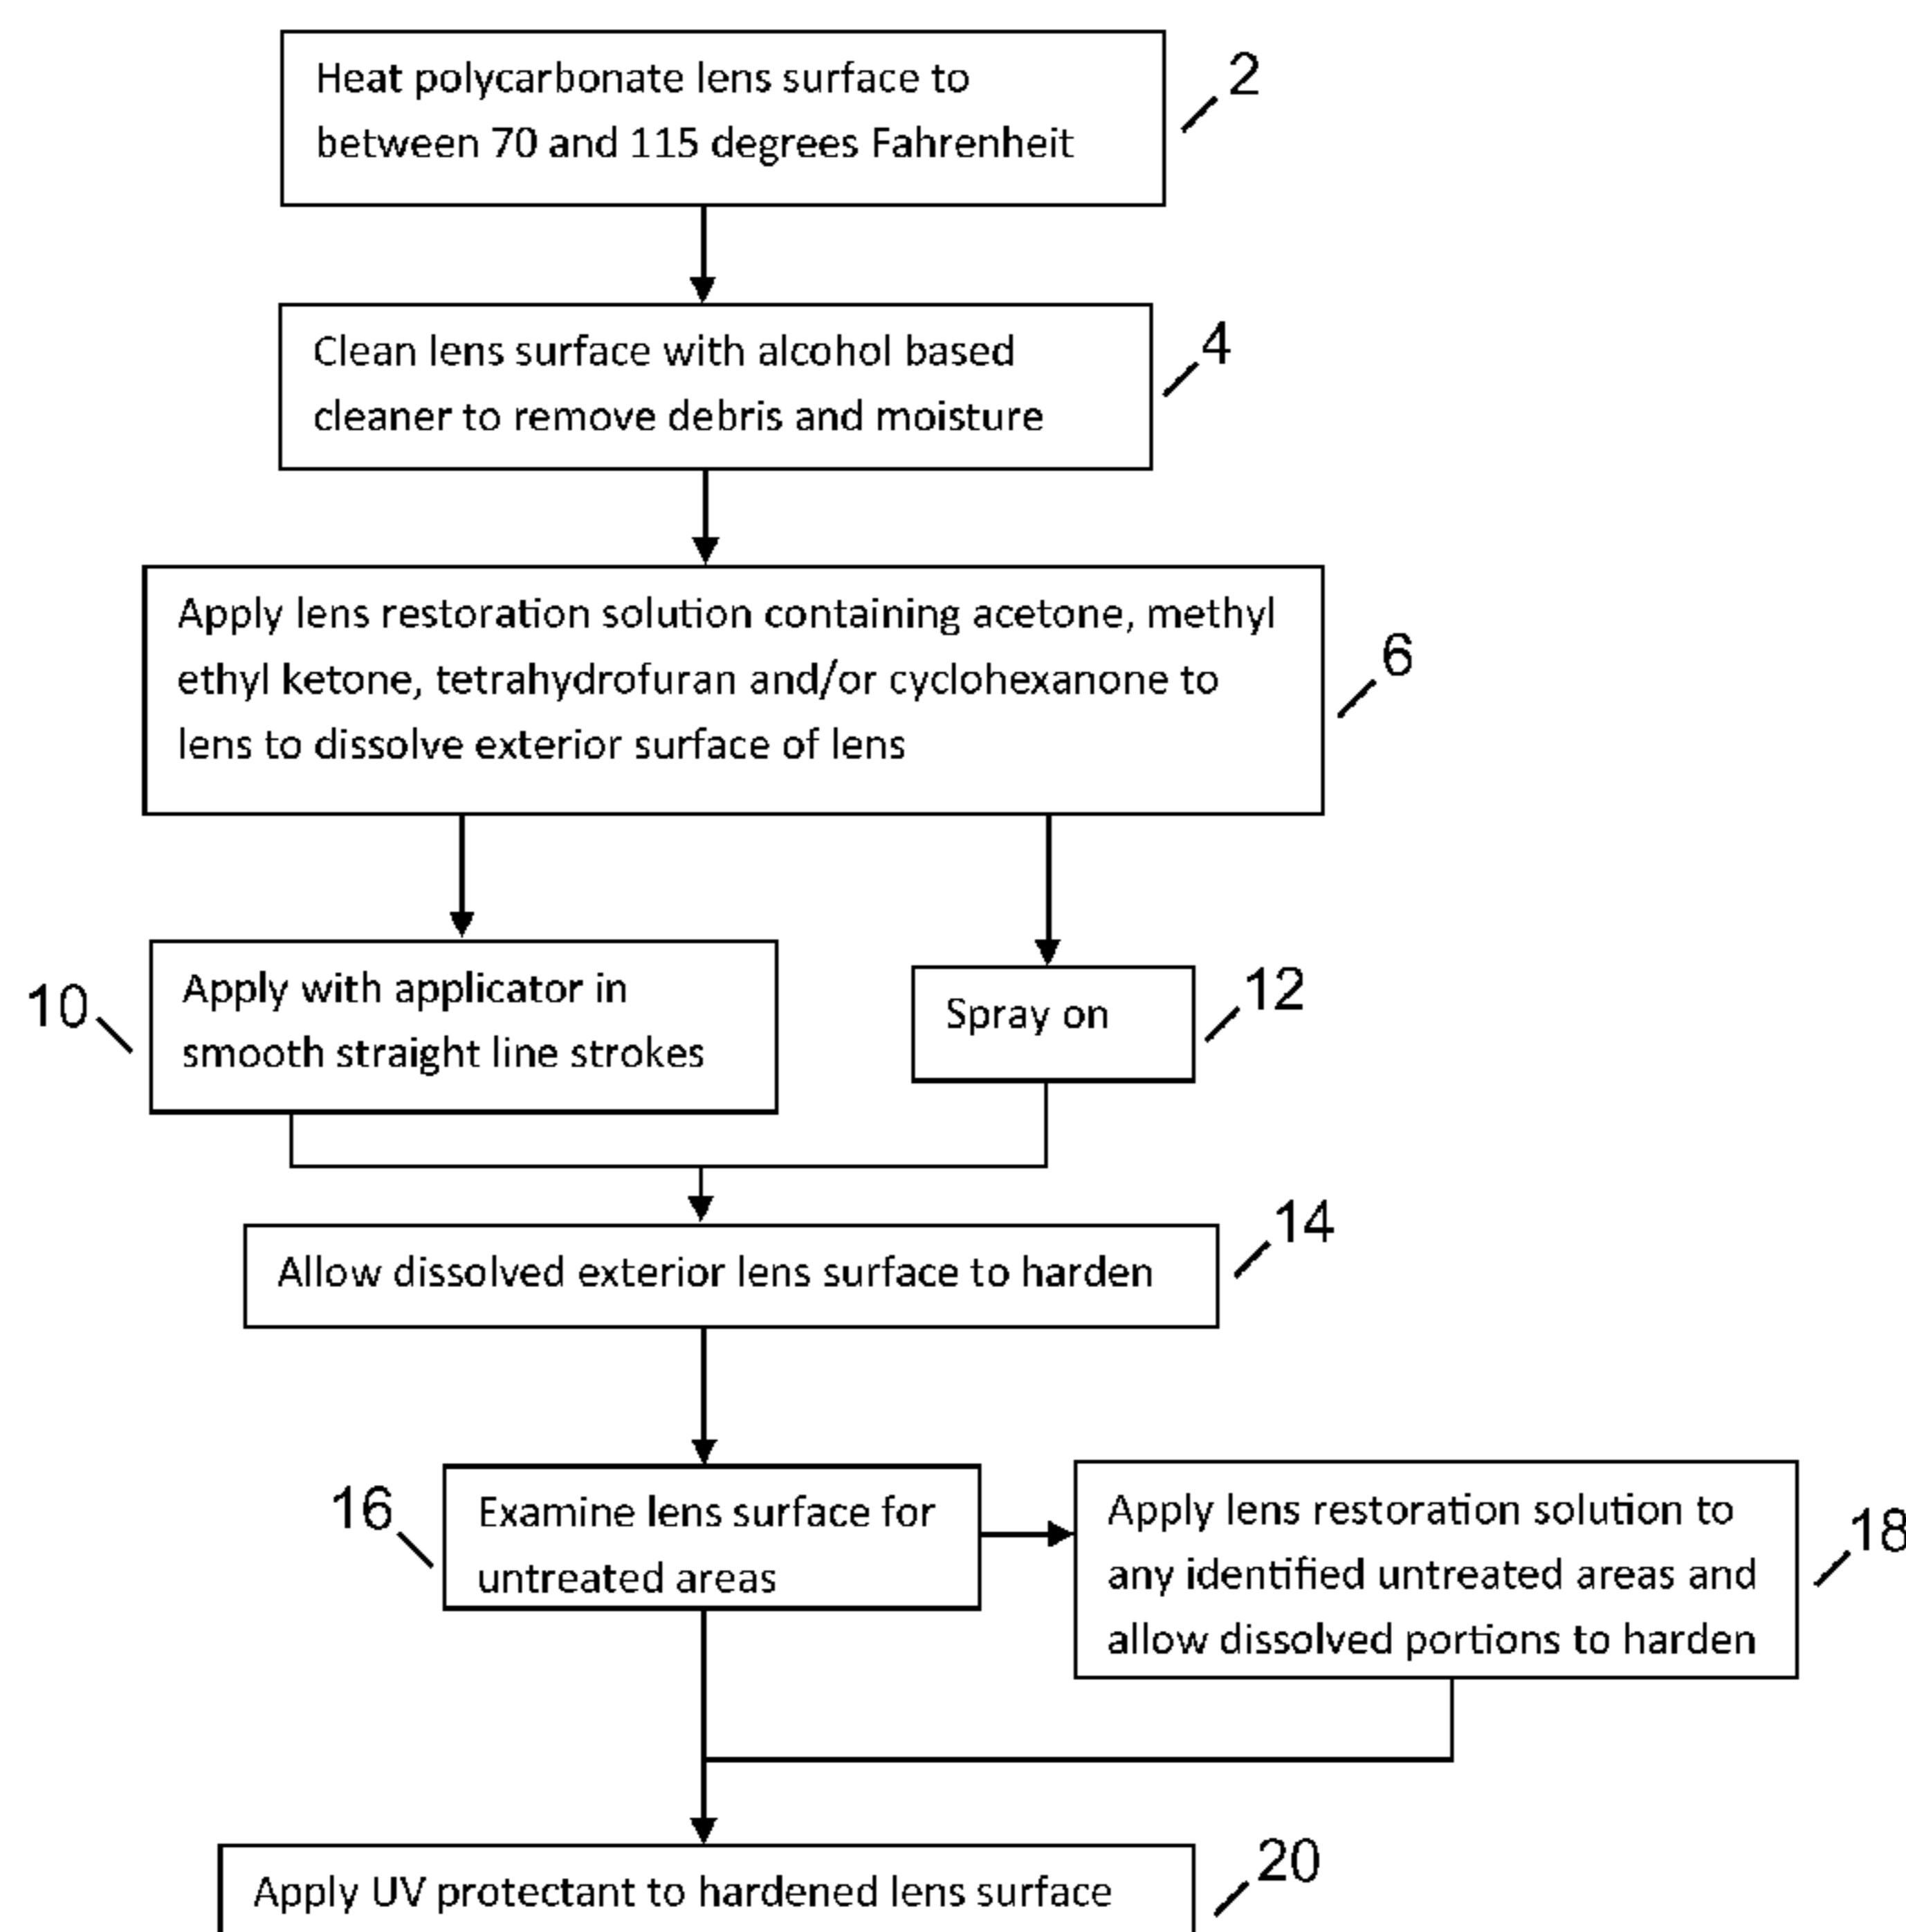 Heat polycarbonate lens surface to
between 70 and 115 degrees Fahrenheit
2
Clean lens surface with alcohol based
cleaner to remove debris and moisture
4
Apply lens restoration solution containing acetone, methyl
ethyl ketone, tetrahydrofuran and/or cyclohexanone to
lens to dissolve exterior surface of lens
6
10
Apply with applicator in
smooth straight line strokes
Spray on
12
Allow dissolved exterior lens surface to harden
14
16
Examine lens surface for
untreated areas
Apply lens restoration solution to
any identified untreated areas and
allow dissolved portions to harden
18
Apply UV protectant to hardened lens surface
20